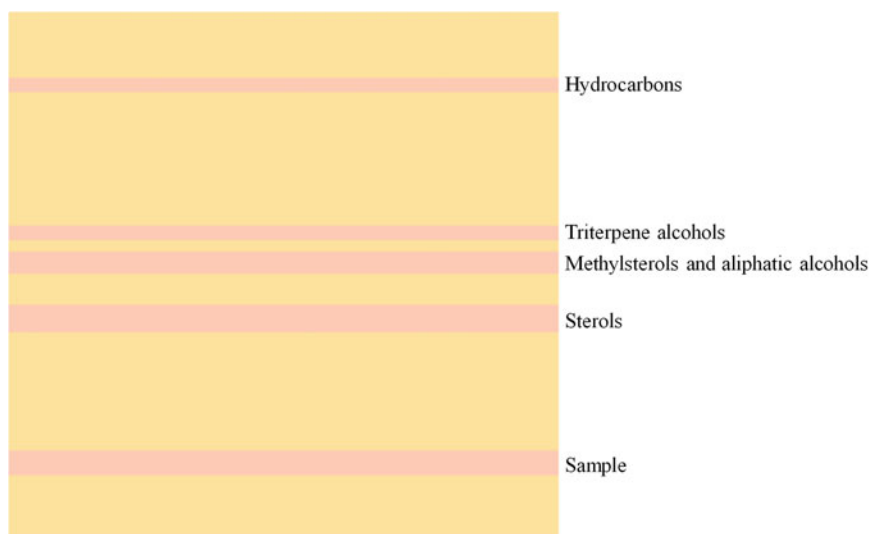 Hydrocarbons
Triterpene alcohols
Methylsterols and aliphatic alcohols
Sterols
Sample